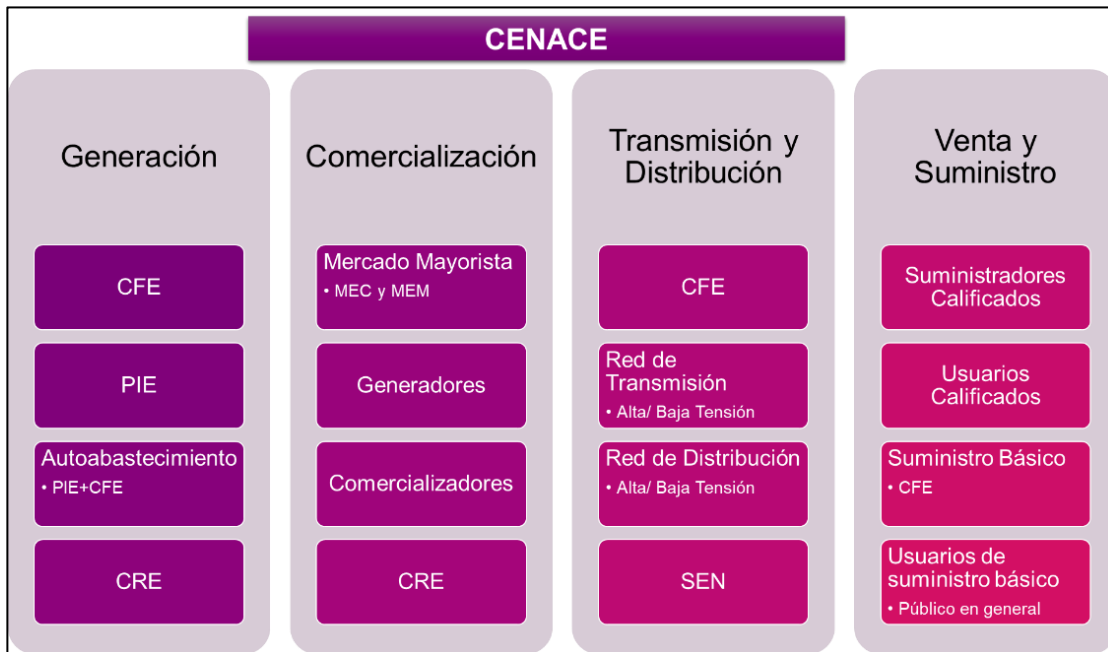 CENACE
Generación
CFE
PIE
Autoabastecimiento
• PIE+CFE
CRE
Comercialización
Mercado Mayorista
• MEC y MEM
Generadores
Comercializadores
CRE
Transmisión y
Distribución
CFE
Red de
Transmisión
• Alta/ Baja Tensión
Red de Distribución
• Alta/ Baja Tensión
SEN
Venta y
Suministro
Suministradores
Calificados
Usuarios
Calificados
Suministro Básico
• CFE
Usuarios de
suministro básico
• Público en general